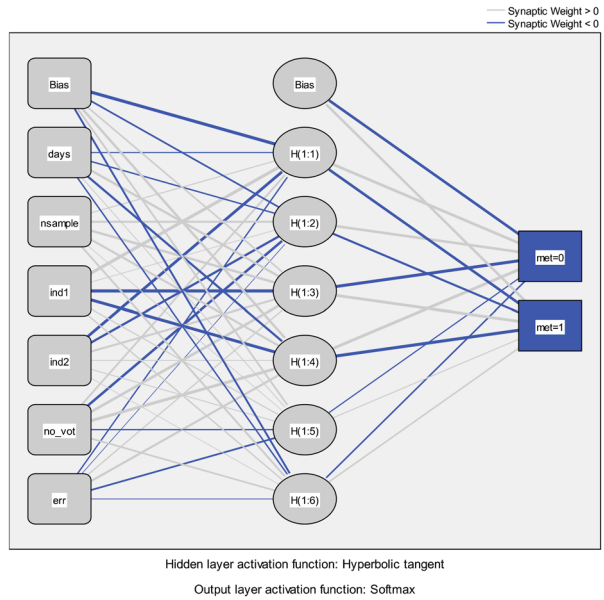 Synaptic Weight > 0
Synaptic Weight < 0
Bias
Bias
days
H(1:1)
nsample
H(1:2)
met=0
ind1
H(1:3)
met=1
ind2
H(1:4)
no_vot
H(1:5)
err
H(1:6)
Hidden layer activation function: Hyperbolic tangent
Output layer activation function: Softmax